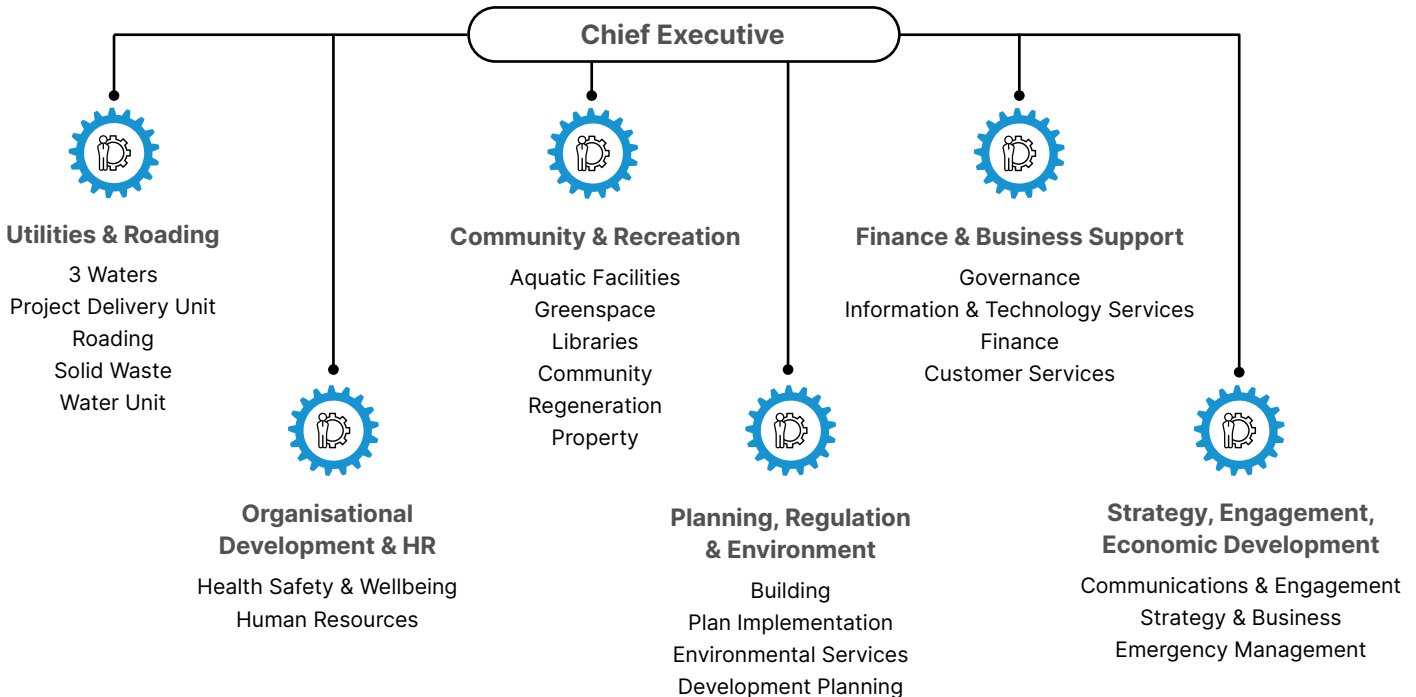 Chief Executive
Utilities & Roading
3 Waters
Project Delivery Unit
Roading
Solid Waste
Water Unit
Organisational
Development & HR
Health Safety & Wellbeing
Human Resources
Community & Recreation
Aquatic Facilities
Greenspace
Libraries
Community
Regeneration
Property
Planning, Regulation
& Environment
Building
Plan Implementation
Environmental Services
Development Planning
Finance & Business Support
Governance
Information & Technology Services
Finance
Customer Services
Strategy, Engagement,
Economic Development
Communications & Engagement
Strategy & Business
Emergency Management